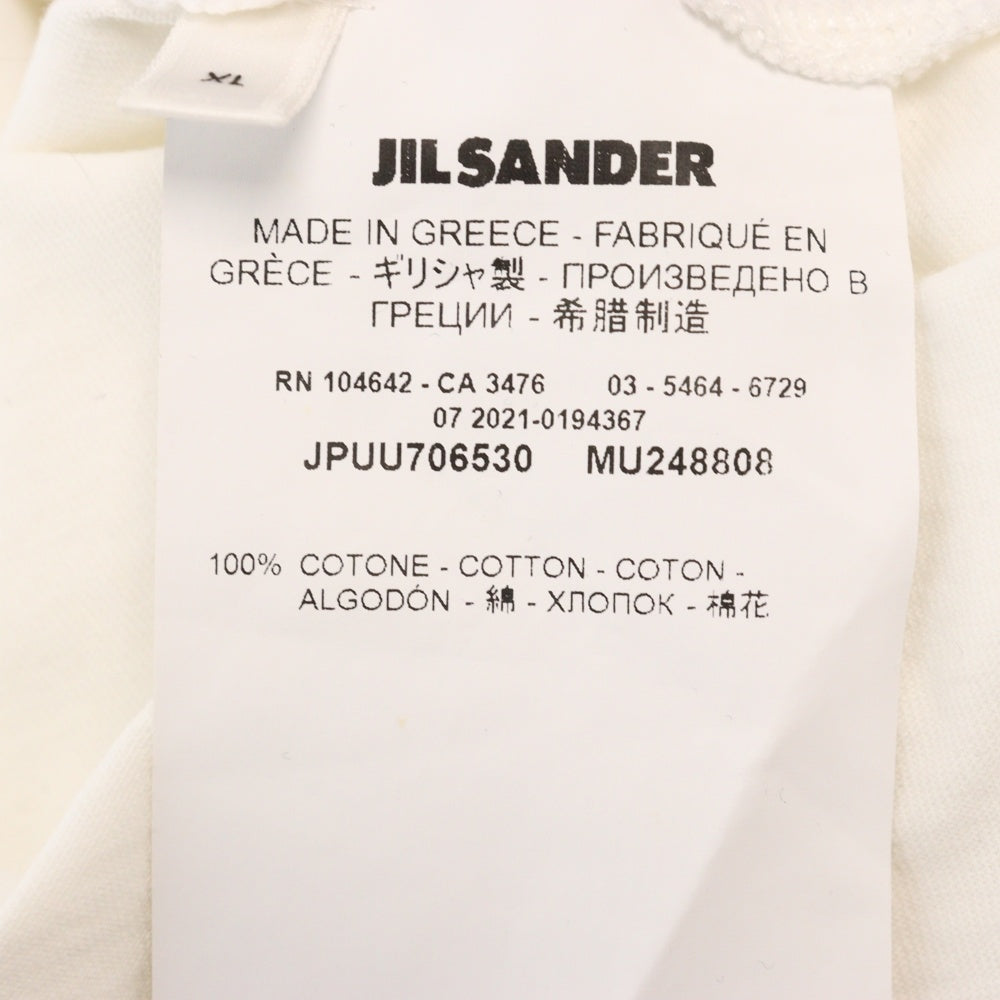 XL
JIL SANDER
MADE IN GREECE - FABRIQUÉ EN
GRÈCE - ギリシャ製 - ПРОИЗВЕДЕНО В
ГРЕЦИИ - 希腊制造
RN 104642 - CA 3476 03 - 5464 - 6729
07 2021-0194367
JPUU706530 MU248808
100% COTONE - COTTON - COTON -
ALGODÓN - 綿 - ХЛОПОК - 棉花